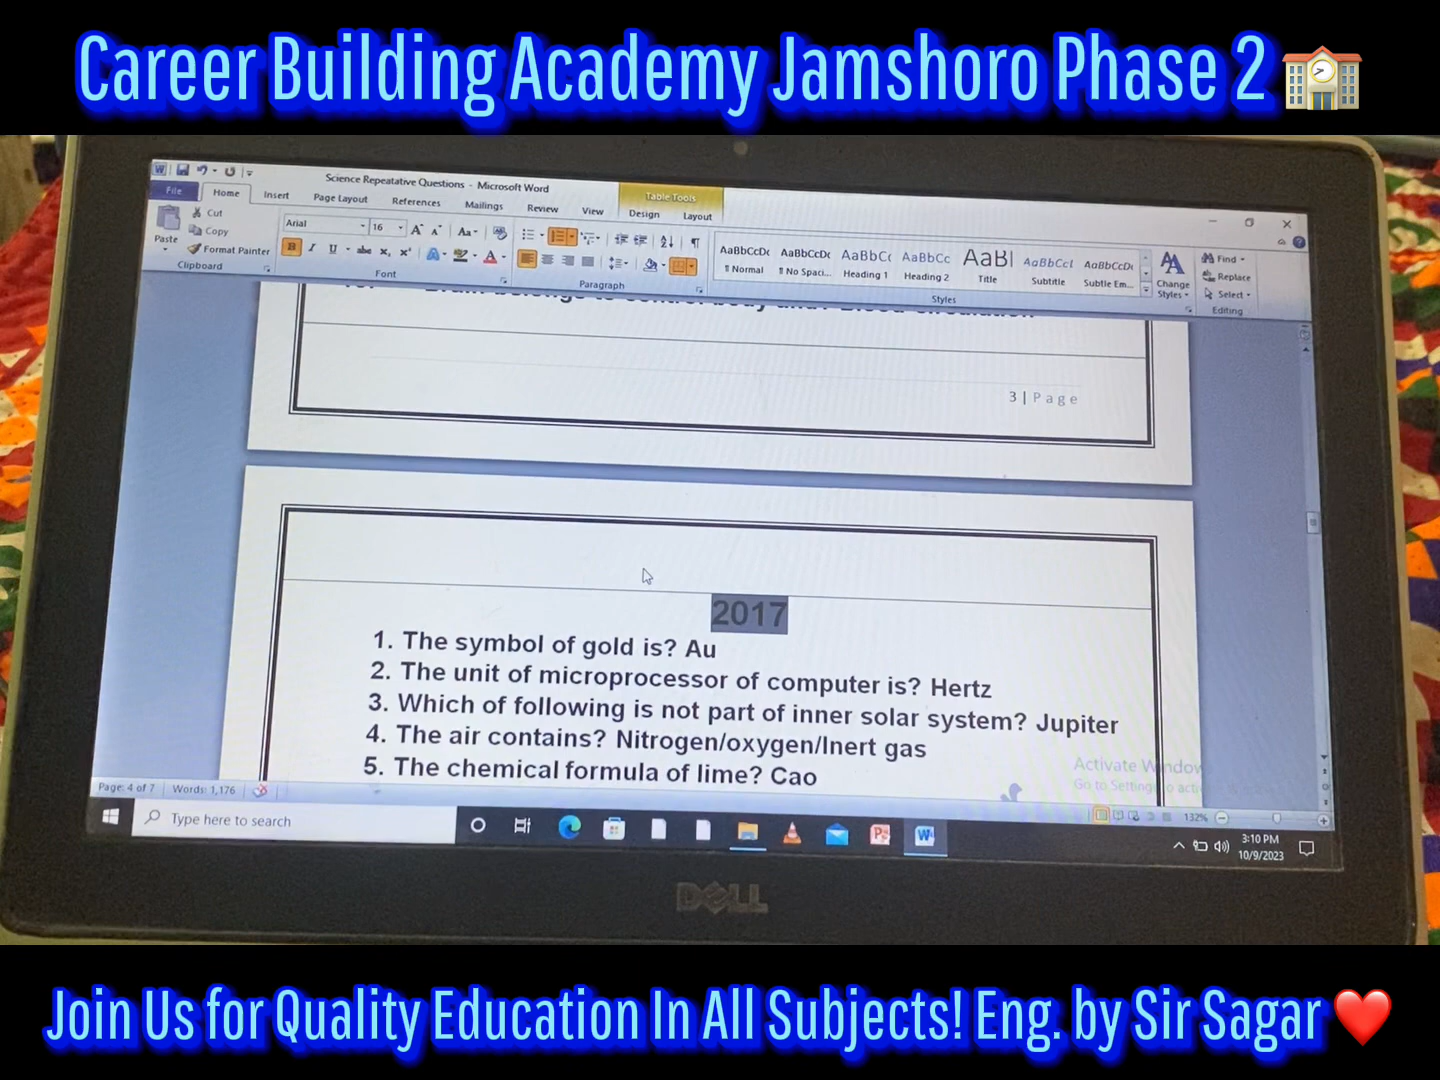 Career Building Academy Jamshoro Phase 2
Science Repeatative Questions - Microsoft Word
Table Tools
File Home Insert Page Layout References Mailings Review View Design Layout
Paste
Cut
Copy
Format Painter
Clipboard
Arial 16
Font
Paragraph
AaBbCcDc AaBbCcDc AaBbC AaBbCc AaBl AaBbCcl AaBbCcDi
¶ Normal ¶ No Spaci... Heading 1 Heading 2 Title Subtitle Subtle Em...
Change Styles
Styles
Find
Replace
Select
Editing
3 | Page
2017
1. The symbol of gold is? Au
2. The unit of microprocessor of computer is? Hertz
3. Which of following is not part of inner solar system? Jupiter
4. The air contains? Nitrogen/oxygen/Inert gas
5. The chemical formula of lime? Cao
Activate Window
Go to Setting
Page: 4 of 7 Words: 1,176
132%
Type here to search
3:10 PM
10/9/2023
DELL
Join Us for Quality Education In All Subjects! Eng. by Sir Sagar